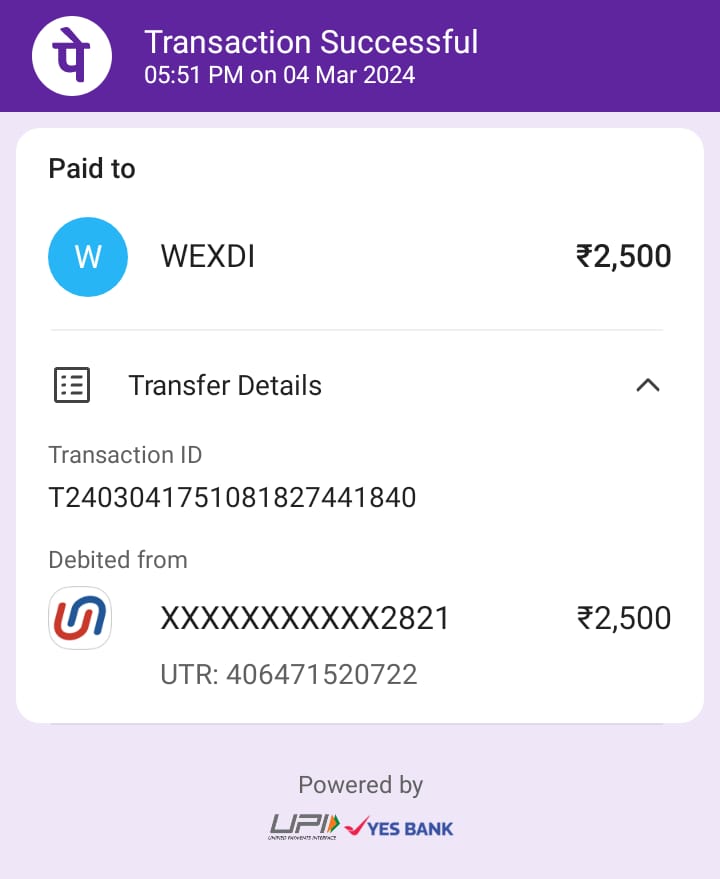 पे
Transaction Successful
05:51 PM on 04 Mar 2024
Paid to
W WEXDI ₹2,500
Transfer Details
Transaction ID
T2403041751081827441840
Debited from
XXXXXXXXXXX2821 ₹2,500
UTR: 406471520722
Powered by
UPI YES BANK
UNIFIED PAYMENTS INTERFACE